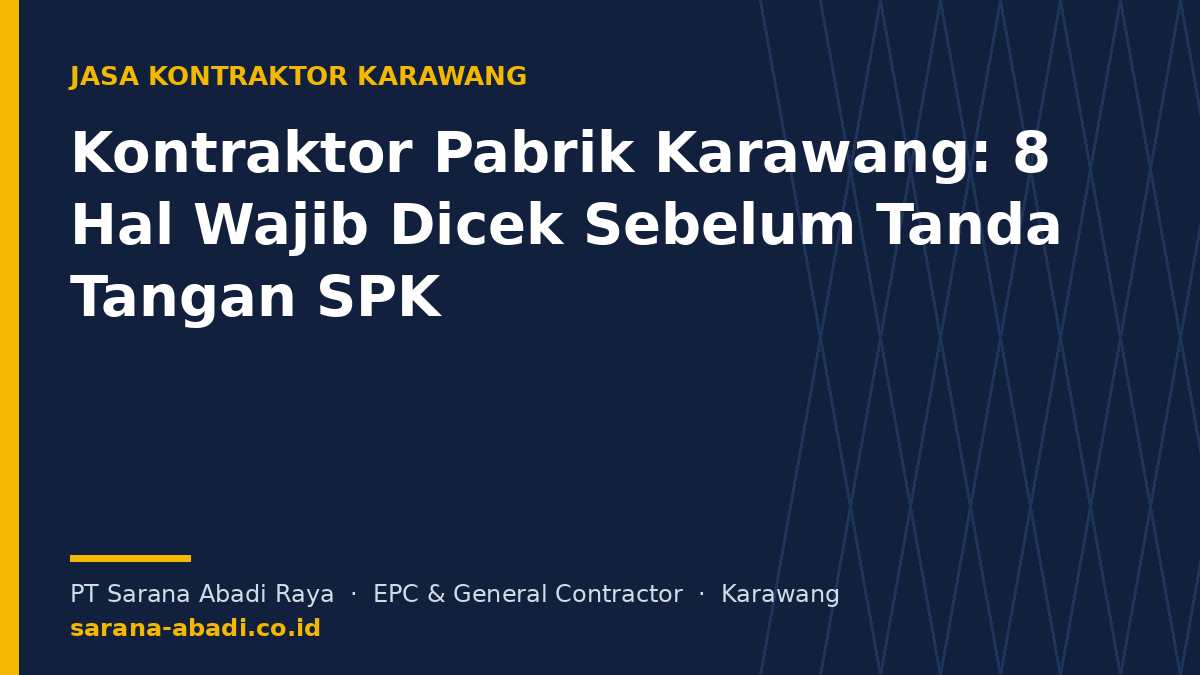 JASA KONTRAKTOR KARAWANG
Kontraktor Pabrik Karawang: 8
Hal Wajib Dicek Sebelum Tanda
Tangan SPK
PT Sarana Abadi Raya · EPC & General Contractor · Karawang
sarana-abadi.co.id